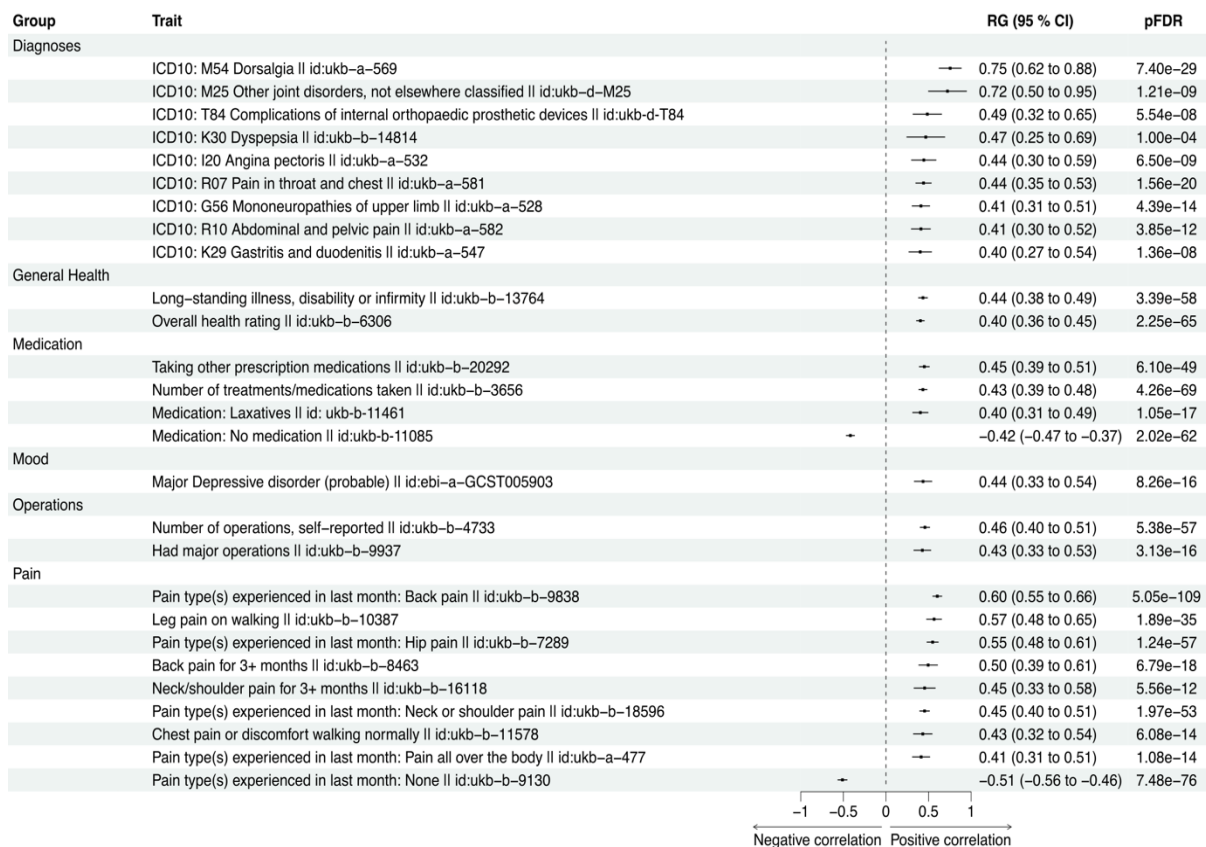 Group Trait RG (95 % CI) pFDR
Diagnoses
ICD10: M54 Dorsalgia || id:ukb−a−569 0.75 (0.62 to 0.88) 7.40e−29
ICD10: M25 Other joint disorders, not elsewhere classified || id:ukb−d−M25 0.72 (0.50 to 0.95) 1.21e−09
ICD10: T84 Complications of internal orthopaedic prosthetic devices || id:ukb-d-T84 0.49 (0.32 to 0.65) 5.54e−08
ICD10: K30 Dyspepsia || id:ukb−b−14814 0.47 (0.25 to 0.69) 1.00e−04
ICD10: I20 Angina pectoris || id:ukb−a−532 0.44 (0.30 to 0.59) 6.50e−09
ICD10: R07 Pain in throat and chest || id:ukb−a−581 0.44 (0.35 to 0.53) 1.56e−20
ICD10: G56 Mononeuropathies of upper limb || id:ukb−a−528 0.41 (0.31 to 0.51) 4.39e−14
ICD10: R10 Abdominal and pelvic pain || id:ukb−a−582 0.41 (0.30 to 0.52) 3.85e−12
ICD10: K29 Gastritis and duodenitis || id:ukb−a−547 0.40 (0.27 to 0.54) 1.36e−08
General Health
Long−standing illness, disability or infirmity || id:ukb−b−13764 0.44 (0.38 to 0.49) 3.39e−58
Overall health rating || id:ukb−b−6306 0.40 (0.36 to 0.45) 2.25e−65
Medication
Taking other prescription medications || id:ukb−b−20292 0.45 (0.39 to 0.51) 6.10e−49
Number of treatments/medications taken || id:ukb−b−3656 0.43 (0.39 to 0.48) 4.26e−69
Medication: Laxatives || id: ukb-b-11461 0.40 (0.31 to 0.49) 1.05e−17
Medication: No medication || id:ukb-b-11085 −0.42 (−0.47 to −0.37) 2.02e−62
Mood
Major Depressive disorder (probable) || id:ebi−a−GCST005903 0.44 (0.33 to 0.54) 8.26e−16
Operations
Number of operations, self−reported || id:ukb−b−4733 0.46 (0.40 to 0.51) 5.38e−57
Had major operations || id:ukb−b−9937 0.43 (0.33 to 0.53) 3.13e−16
Pain
Pain type(s) experienced in last month: Back pain || id:ukb−b−9838 0.60 (0.55 to 0.66) 5.05e−109
Leg pain on walking || id:ukb−b−10387 0.57 (0.48 to 0.65) 1.89e−35
Pain type(s) experienced in last month: Hip pain || id:ukb−b−7289 0.55 (0.48 to 0.61) 1.24e−57
Back pain for 3+ months || id:ukb−b−8463 0.50 (0.39 to 0.61) 6.79e−18
Neck/shoulder pain for 3+ months || id:ukb−b−16118 0.45 (0.33 to 0.58) 5.56e−12
Pain type(s) experienced in last month: Neck or shoulder pain || id:ukb−b−18596 0.45 (0.40 to 0.51) 1.97e−53
Chest pain or discomfort walking normally || id:ukb−b−11578 0.43 (0.32 to 0.54) 6.08e−14
Pain type(s) experienced in last month: Pain all over the body || id:ukb−a−477 0.41 (0.31 to 0.51) 1.08e−14
Pain type(s) experienced in last month: None || id:ukb−b−9130 −0.51 (−0.56 to −0.46) 7.48e−76
−1 −0.5 0 0.5 1
Negative correlation Positive correlation